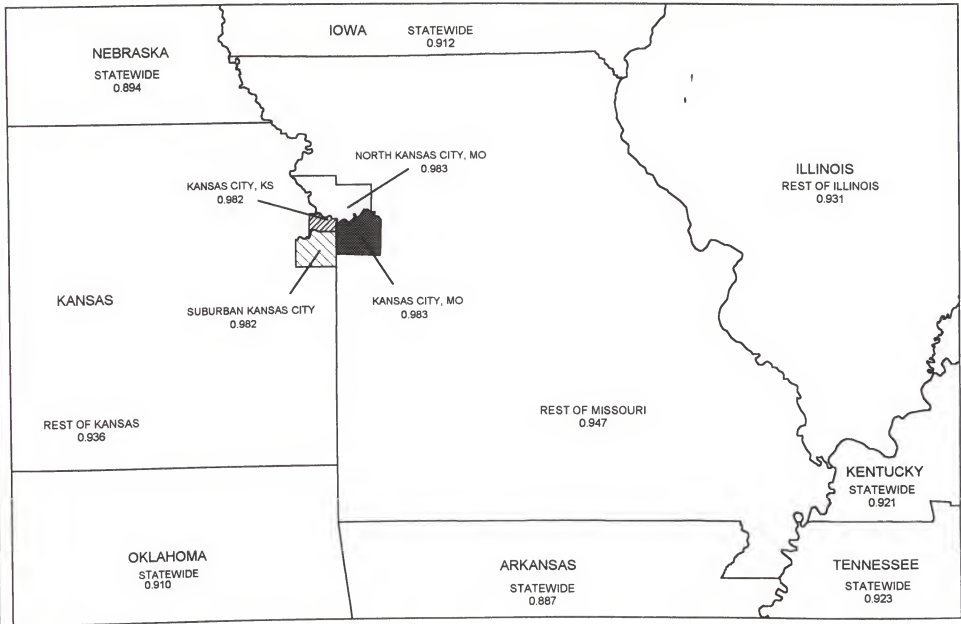 NEBRASKA
STATEWIDE
0.894
IOWA
STATEWIDE
0.912
ILLINOIS
REST OF ILLINOIS
0.931
NORTH KANSAS CITY, MO
0.983
KANSAS CITY, KS
0.982
KANSAS
SUBURBAN KANSAS CITY
0.982
KANSAS CITY, MO
0.983
REST OF KANSAS
0.936
REST OF MISSOURI
0.947
KENTUCKY
STATEWIDE
0.921
OKLAHOMA
STATEWIDE
0.910
ARKANSAS
STATEWIDE
0.887
TENNESSEE
STATEWIDE
0.923